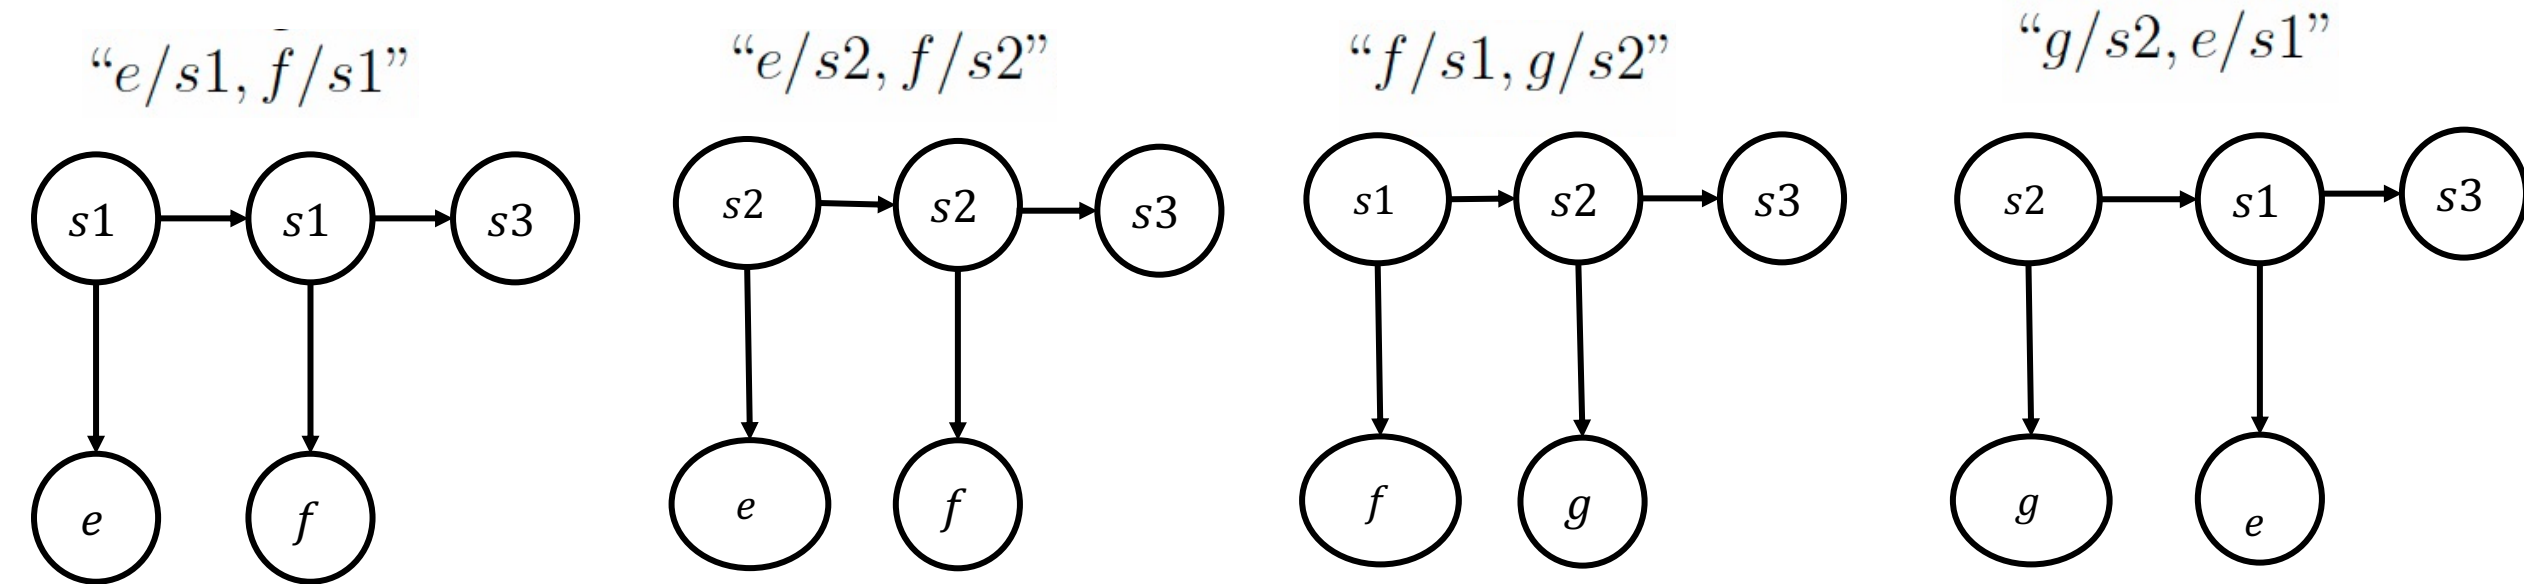 “e/s1, f/s1”
s1 s1 s3
e f
“e/s2, f/s2”
s2 s2 s3
e f
“f/s1, g/s2”
s1 s2 s3
f g
“g/s2, e/s1”
s2 s1 s3
g e